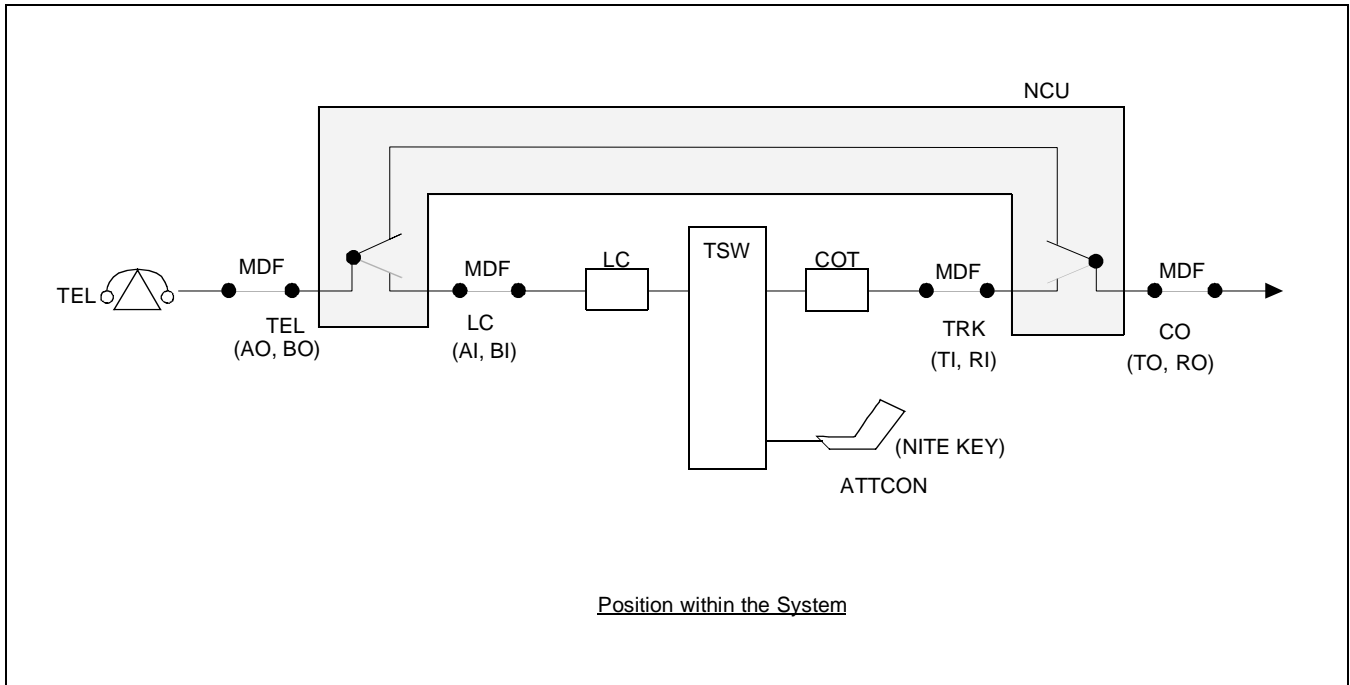 NCU
TEL
MDF
TEL
(AO, BO)
MDF
LC
(AI, BI)
LC
TSW
COT
MDF
TRK
(TI, RI)
MDF
CO
(TO, RO)
(NITE KEY)
ATTCON
Position within the System